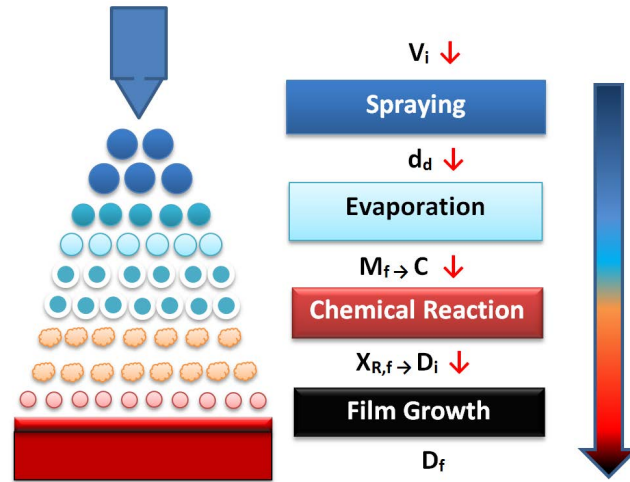 Vi ↓
Spraying
dd ↓
Evaporation
Mf → C ↓
Chemical Reaction
XR,f → Di ↓
Film Growth
Df